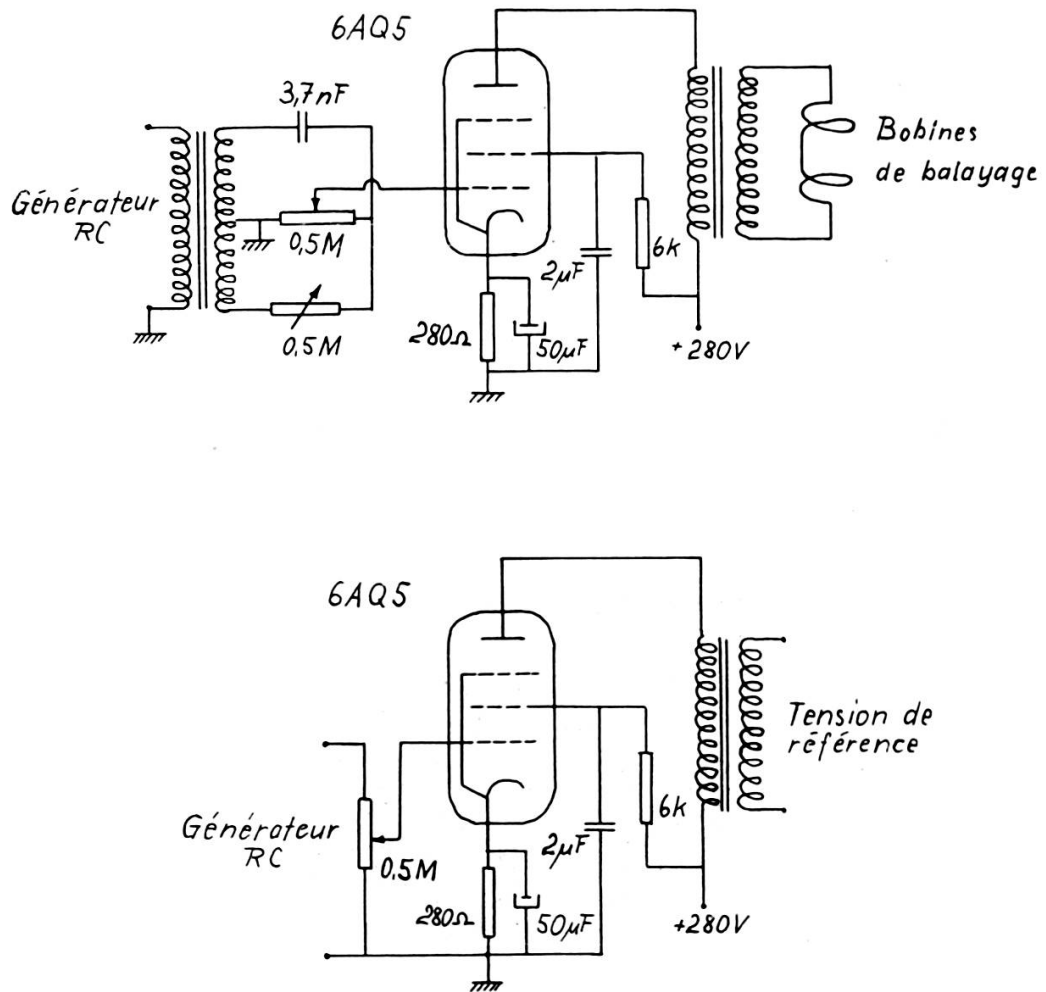 6AQ5
3,7nF
Générateur
RC
0,5M
0,5M
280Ω
50μF
2μF
6k
+280V
Bobines
de balayage
6AQ5
Générateur
RC
0,5M
280Ω
50μF
2μF
6k
+280V
Tension de
référence